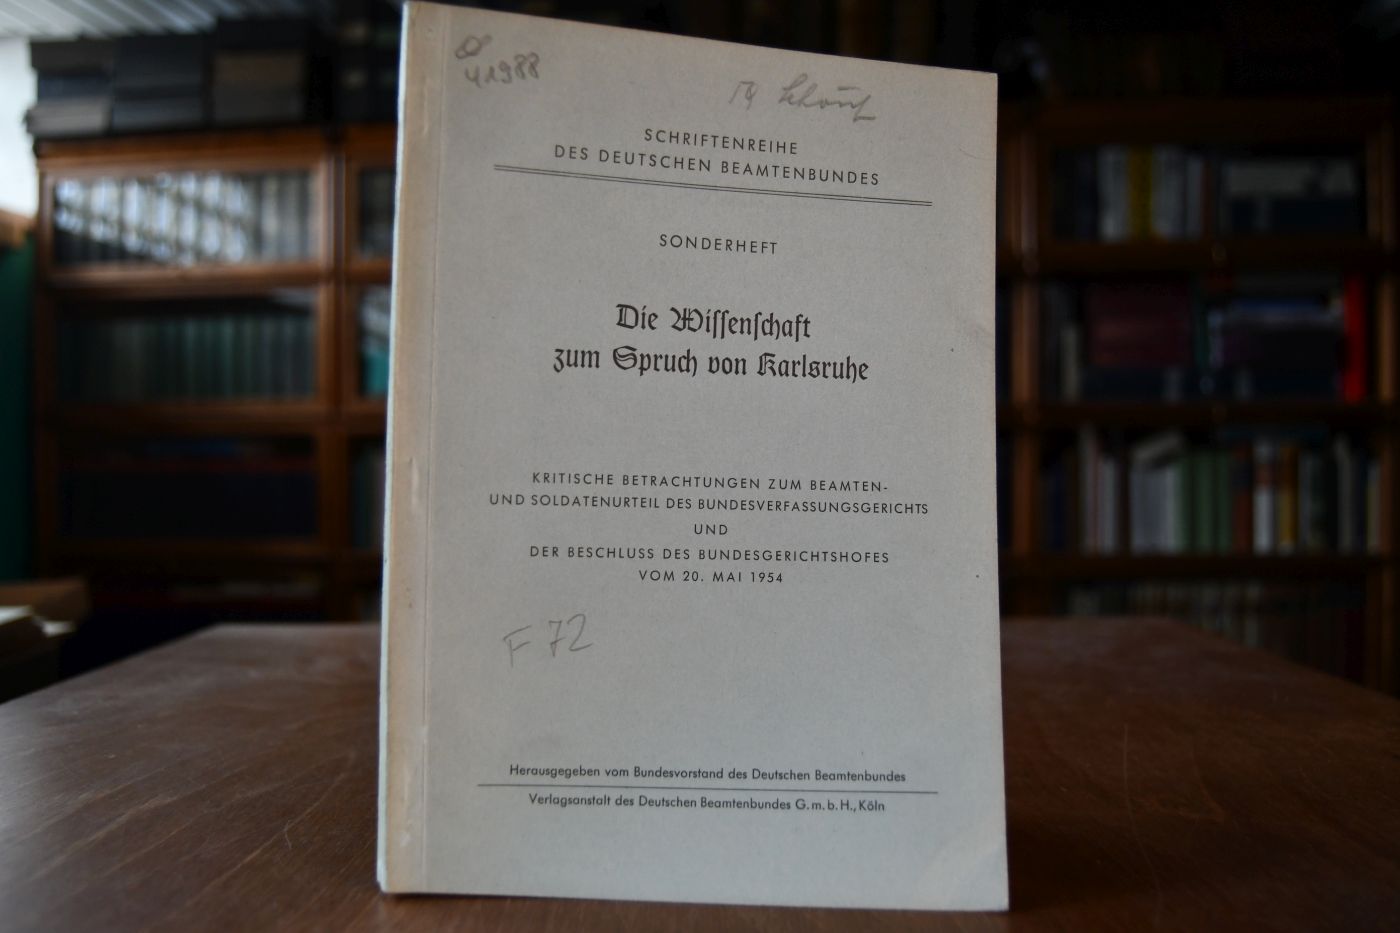 41988
SCHRIFTENREIHE
DES DEUTSCHEN BEAMTENBUNDES
SONDERHEFT
Die Wiſſenſchaft
zum Spruch von Karlsruhe
KRITISCHE BETRACHTUNGEN ZUM BEAMTEN-
UND SOLDATENURTEIL DES BUNDESVERFASSUNGSGERICHTS
UND
DER BESCHLUSS DES BUNDESGERICHTSHOFES
VOM 20. MAI 1954
F 72
Herausgegeben vom Bundesvorstand des Deutschen Beamtenbundes
Verlagsanstalt des Deutschen Beamtenbundes G.m.b.H., Köln